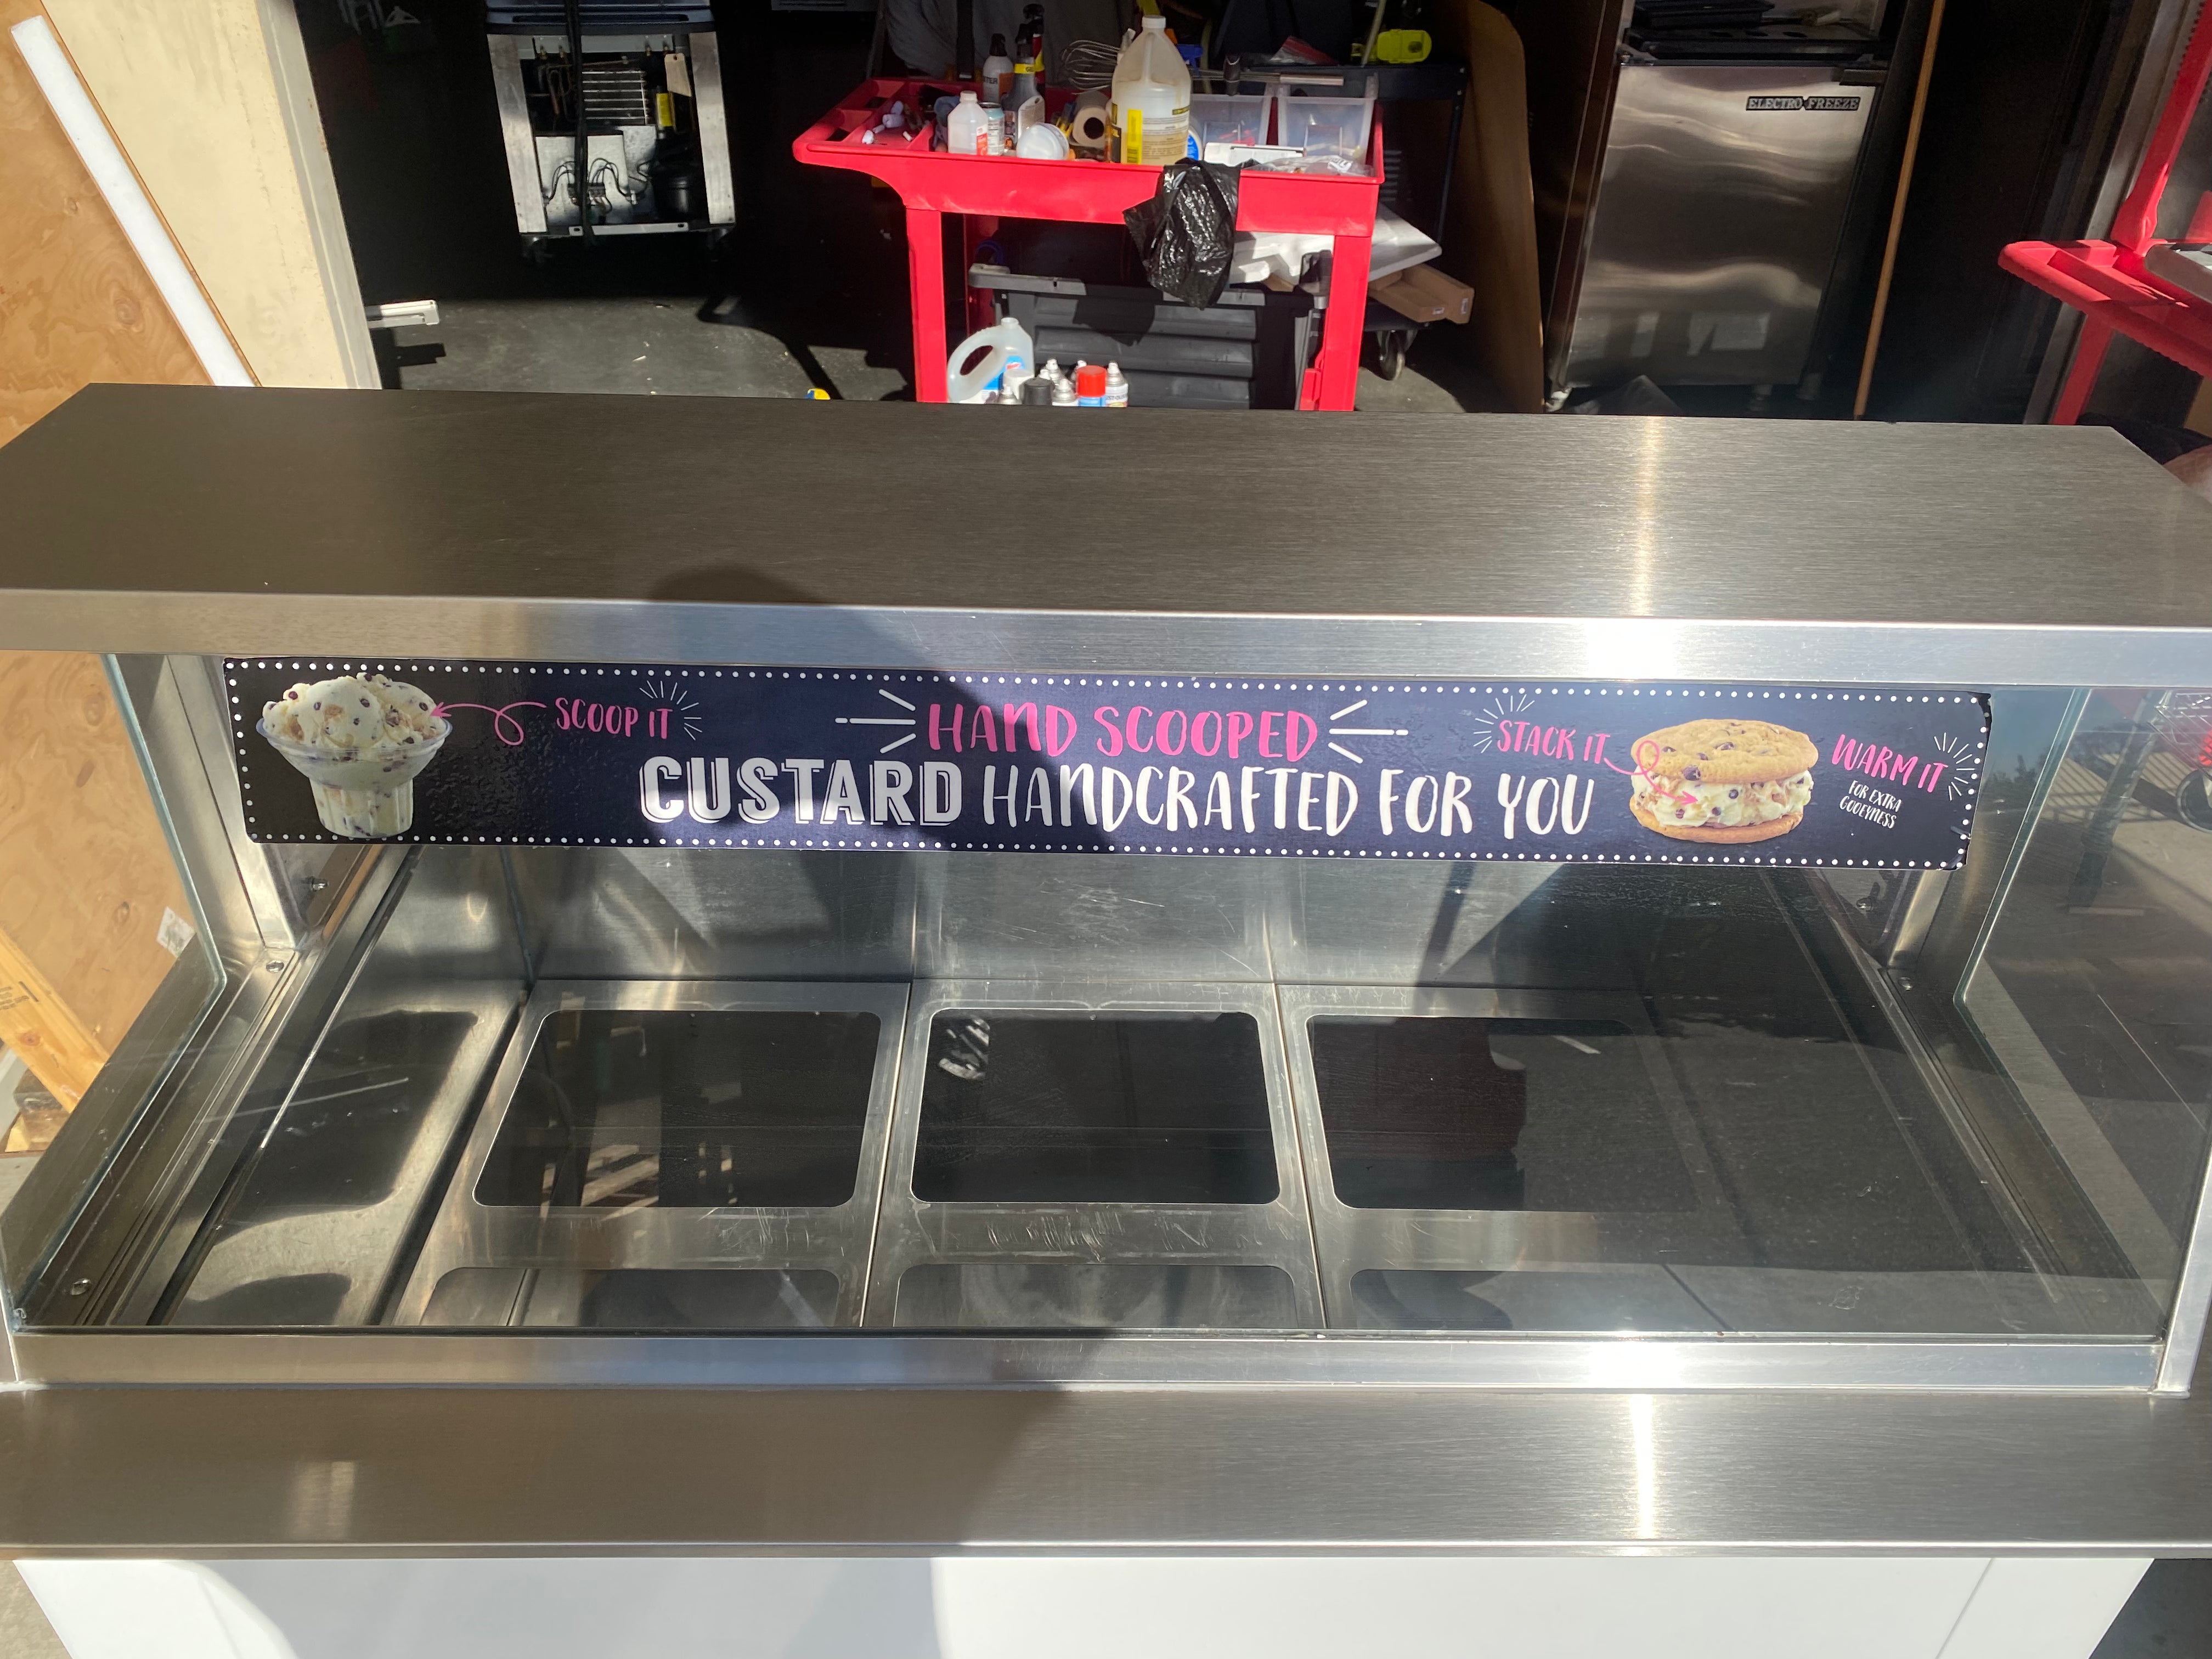 ELECTRO FREEZE
SCOOP IT
HAND SCOOPED
CUSTARD HANDCRAFTED FOR YOU
STACK IT
WARM IT
FOR EXTRA
GOOEYNESS